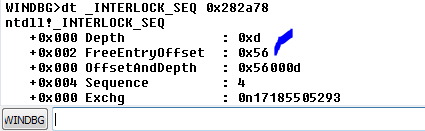 WINDBG>dt _INTERLOCK_SEQ 0x282a78
ntdll!_INTERLOCK_SEQ
   +0x000 Depth            : 0xd
   +0x002 FreeEntryOffset  : 0x56
   +0x000 OffsetAndDepth   : 0x56000d
   +0x004 Sequence         : 4
   +0x000 Exchg            : 0n17185505293
WINDBG